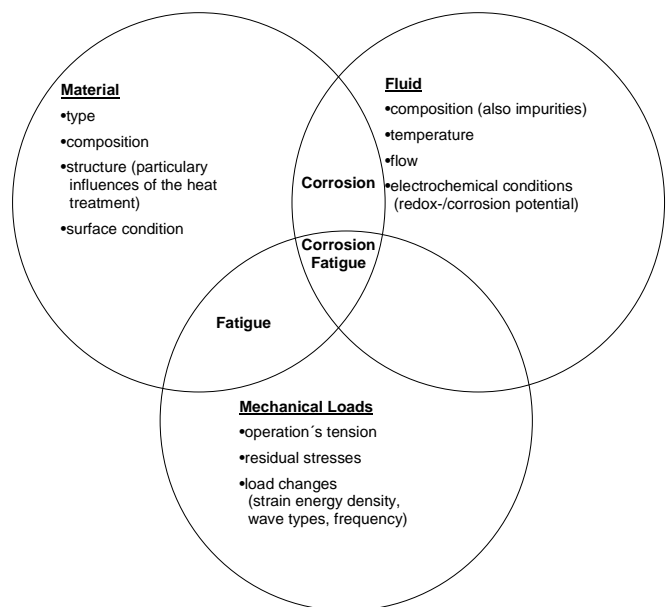 Material
•type
•composition
•structure (particulary
influences of the heat
treatment)
•surface condition
Fluid
•composition (also impurities)
•temperature
•flow
•electrochemical conditions
(redox-/corrosion potential)
Corrosion
Corrosion
Fatigue
Fatigue
Mechanical Loads
•operation´s tension
•residual stresses
•load changes
(strain energy density,
wave types, frequency)